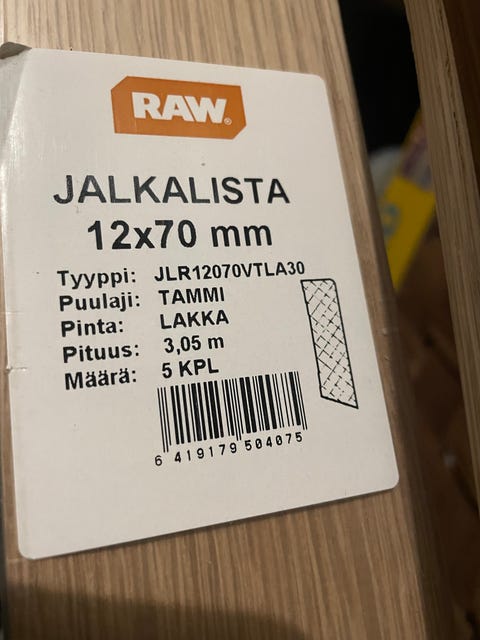 RAW®
JALKALISTA
12x70 mm
Tyyppi: JLR12070VTLA30
Puulaji: TAMMI
Pinta: LAKKA
Pituus: 3,05 m
Määrä: 5 KPL
6 419179 504075